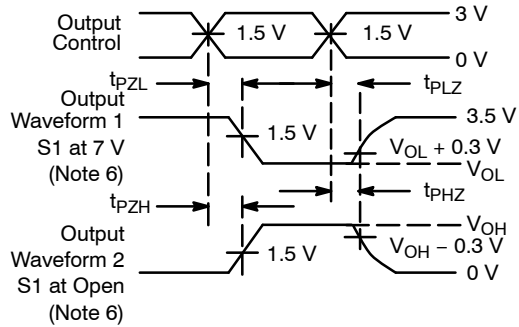 Output
Control
1.5 V
1.5 V
3 V
0 V
tPZL
tPLZ
Output
Waveform 1
S1 at 7 V
(Note 6)
1.5 V
3.5 V
VOL + 0.3 V
VOL
tPZH
tPHZ
Output
Waveform 2
S1 at Open
(Note 6)
1.5 V
VOH
VOH − 0.3 V
0 V